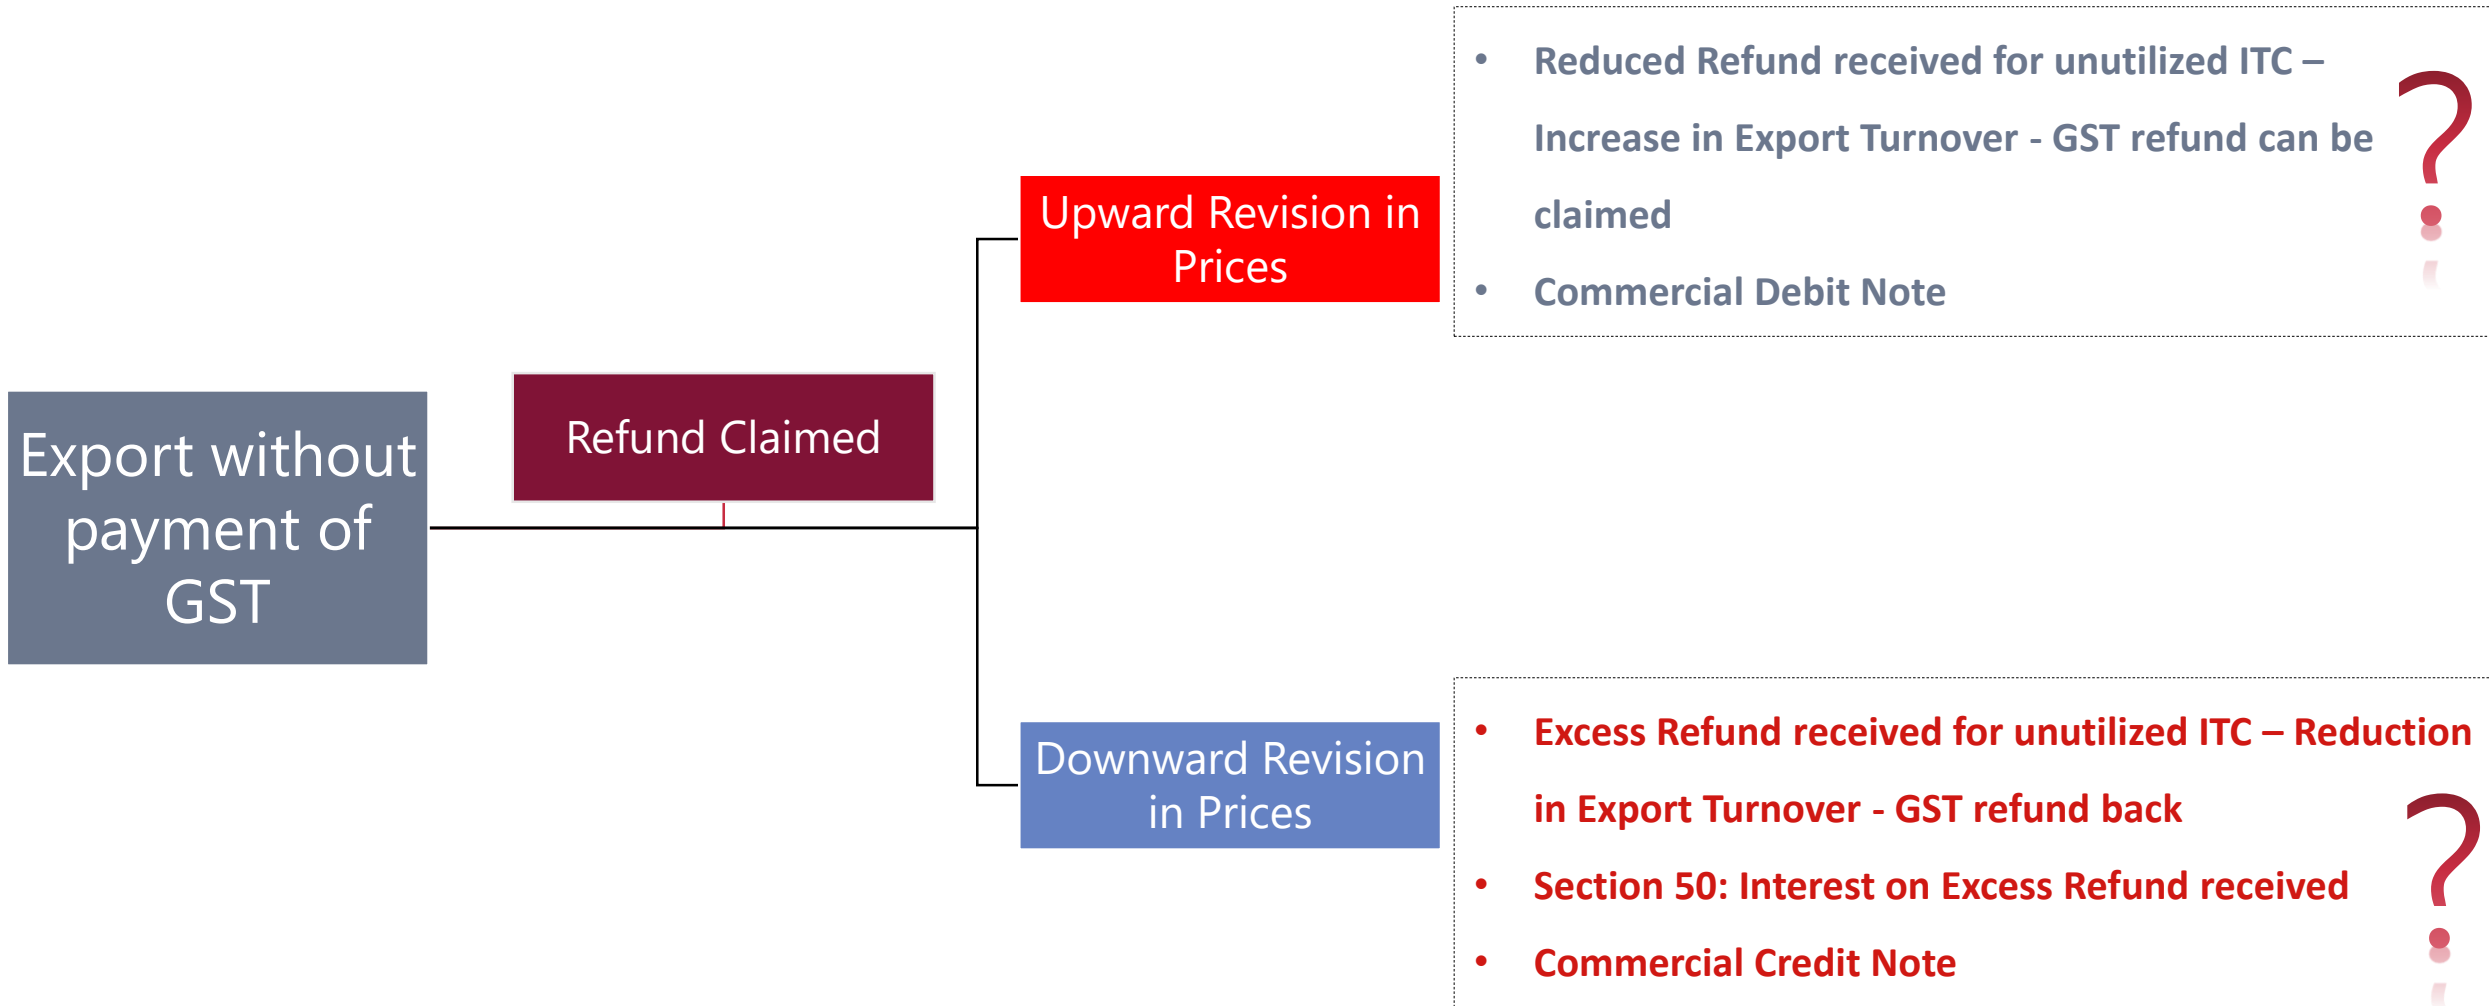 Export without
payment of
GST
Refund Claimed
Upward Revision in
Prices
• Reduced Refund received for unutilized ITC –
Increase in Export Turnover - GST refund can be
claimed
• Commercial Debit Note
?
Downward Revision
in Prices
• Excess Refund received for unutilized ITC – Reduction
in Export Turnover - GST refund back
• Section 50: Interest on Excess Refund received
• Commercial Credit Note
?